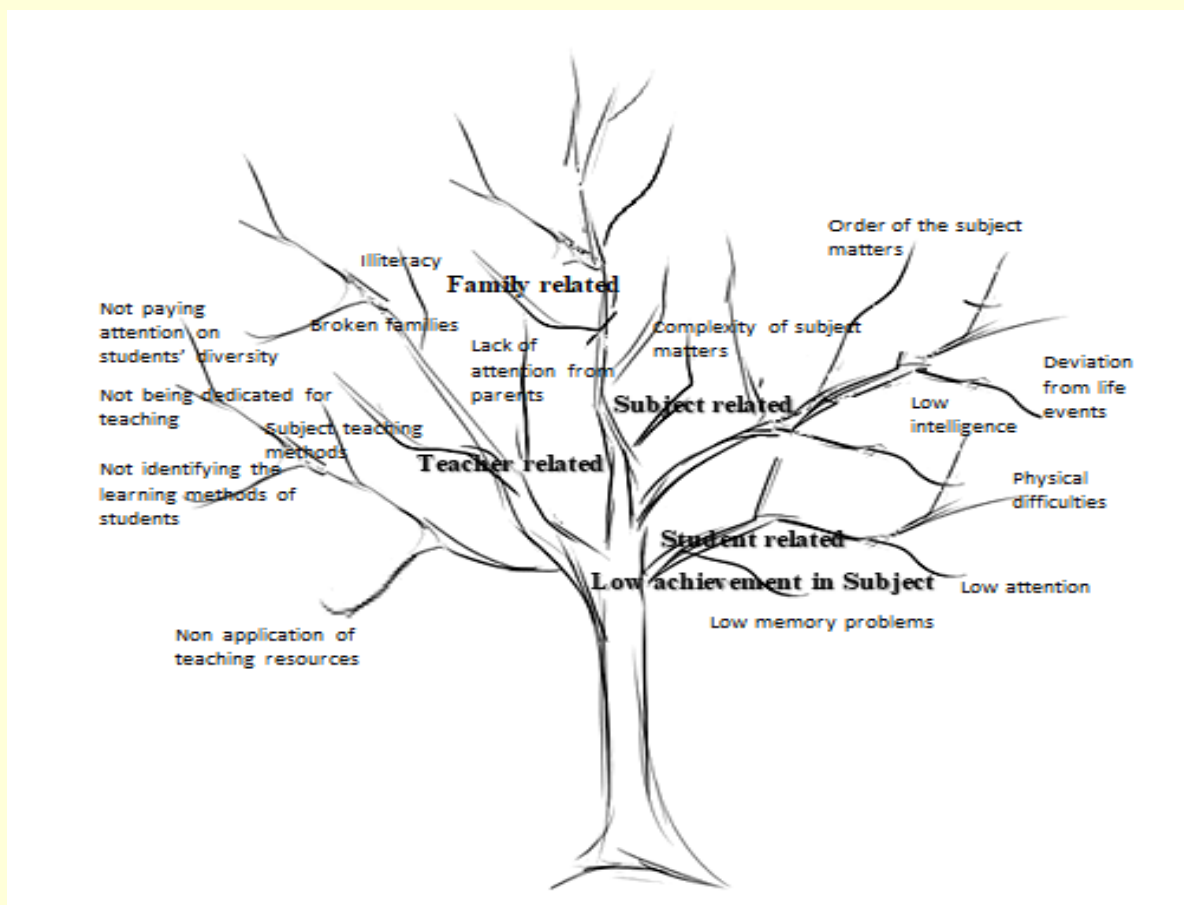 Order of the subject
matters
Illiteracy
Family related
Not paying
attention on
students' diversity
Broken families
Lack of
attention from
parents
Complexity of subject
matters
Deviation
from life
events
Not being dedicated for
teaching
Subject related
Low
intelligence
Subject teaching
methods
Teacher related
Not identifying the
learning methods of
students
Physical
difficulties
Student related
Low achievement in Subject
Low attention
Low memory problems
Non application of
teaching resources